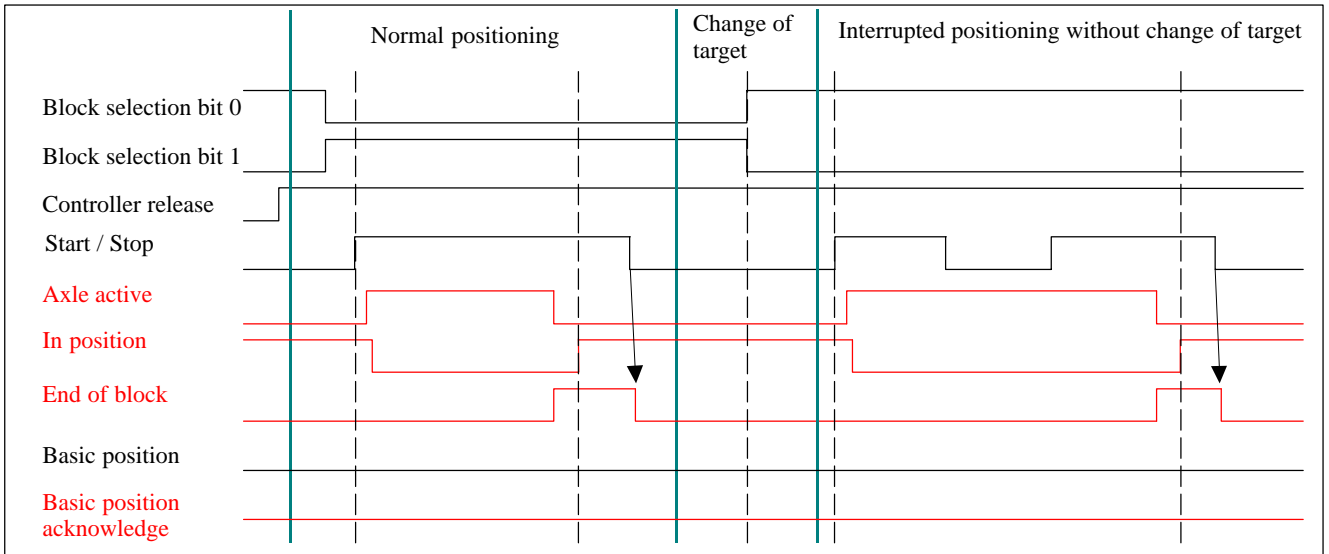 Normal positioning
Change of
target
Interrupted positioning without change of target
Block selection bit 0
Block selection bit 1
Controller release
Start / Stop
Axle active
In position
End of block
Basic position
Basic position
acknowledge